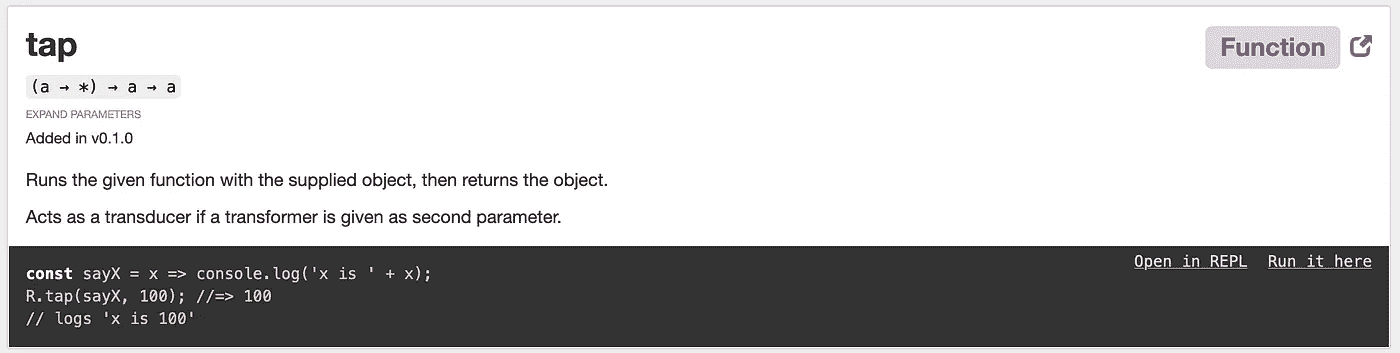 tap
Function
(a → *) → a → a
EXPAND PARAMETERS
Added in v0.1.0
Runs the given function with the supplied object, then returns the object.
Acts as a transducer if a transformer is given as second parameter.
Open in REPL Run it here
const sayX = x => console.log('x is ' + x);
R.tap(sayX, 100); //=> 100
// logs 'x is 100'